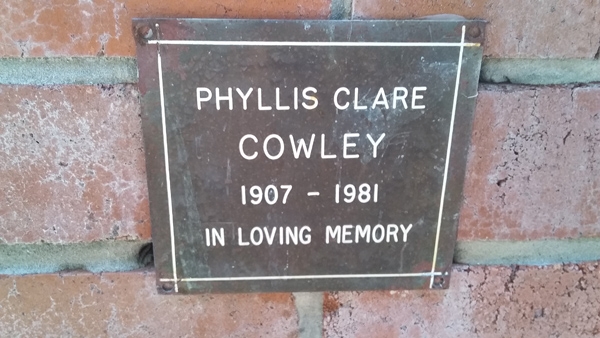 PHYLLIS CLARE
COWLEY
1907 - 1981
IN LOVING MEMORY